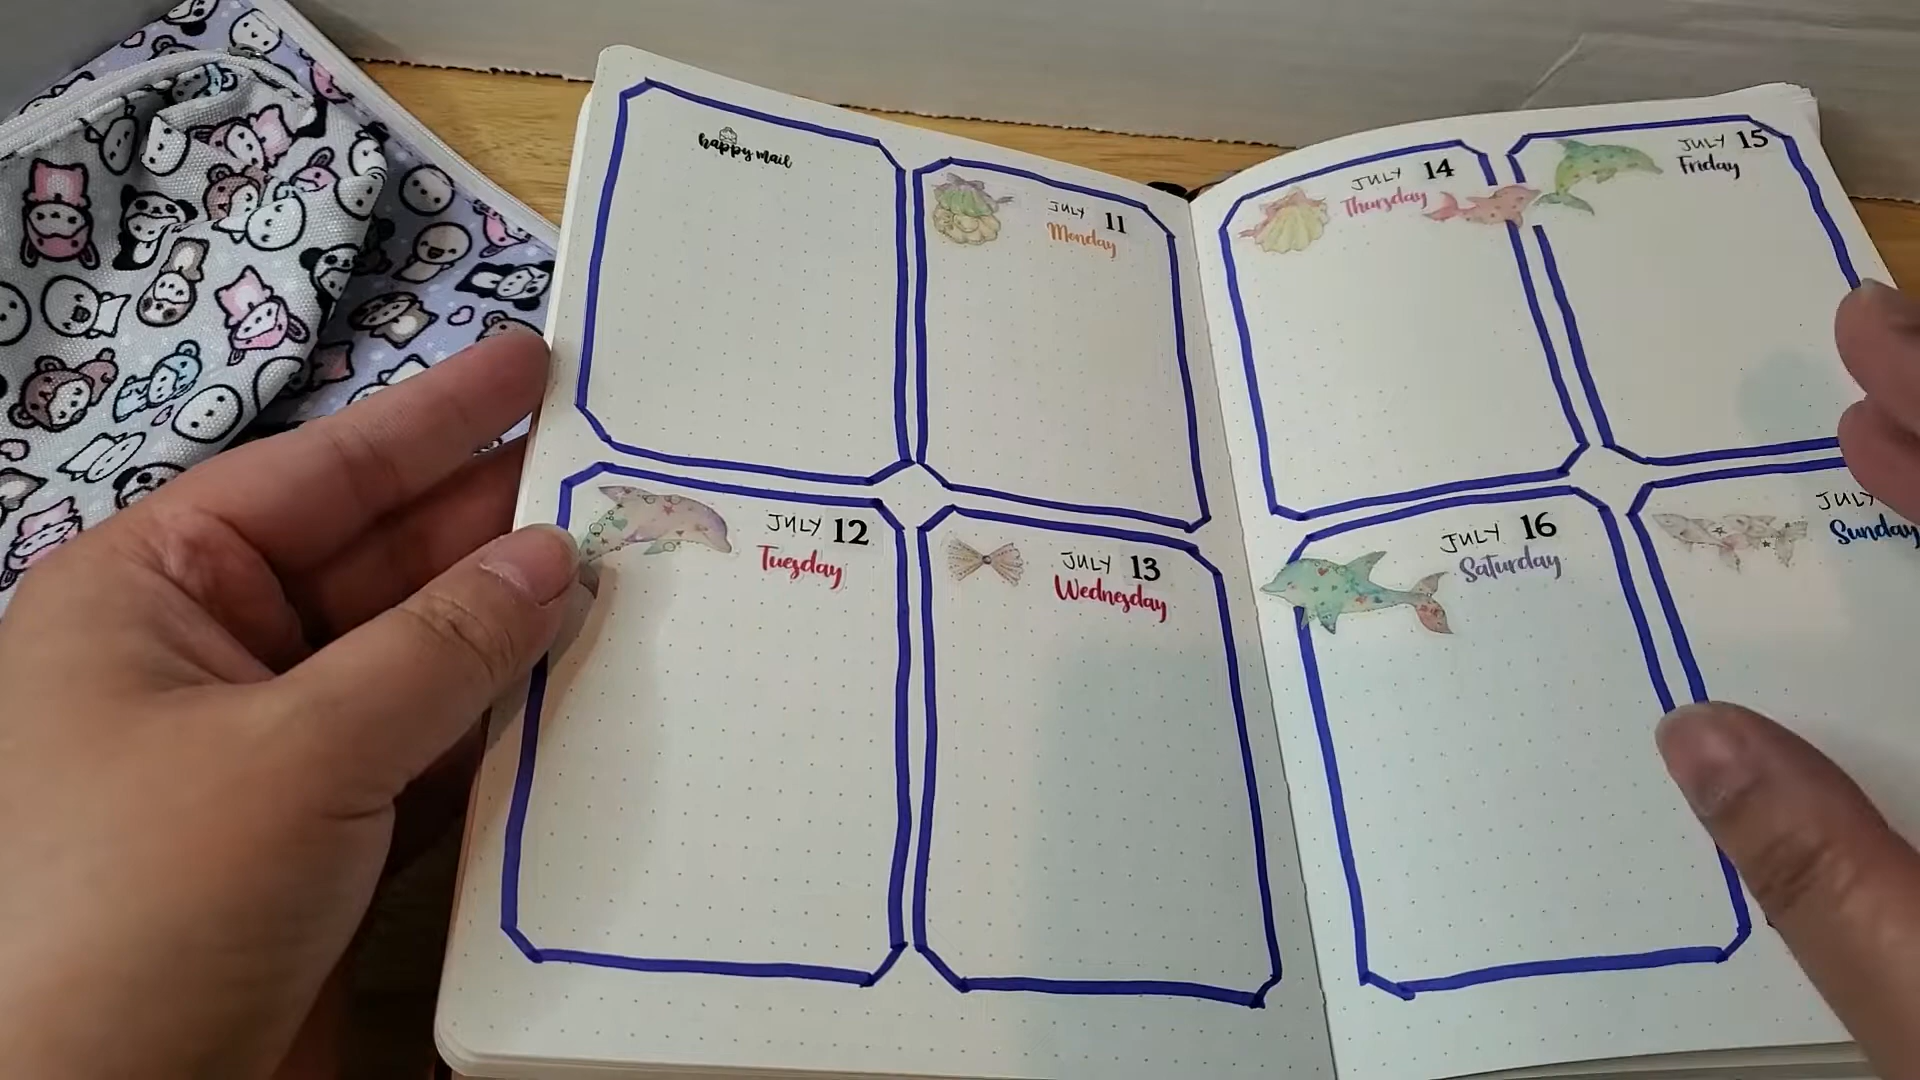 happy mail
JULY 11
Monday
JULY 12
Tuesday
JULY 13
Wednesday
JULY 14
Thursday
JULY 15
Friday
JULY 16
Saturday
JULY
Sunday